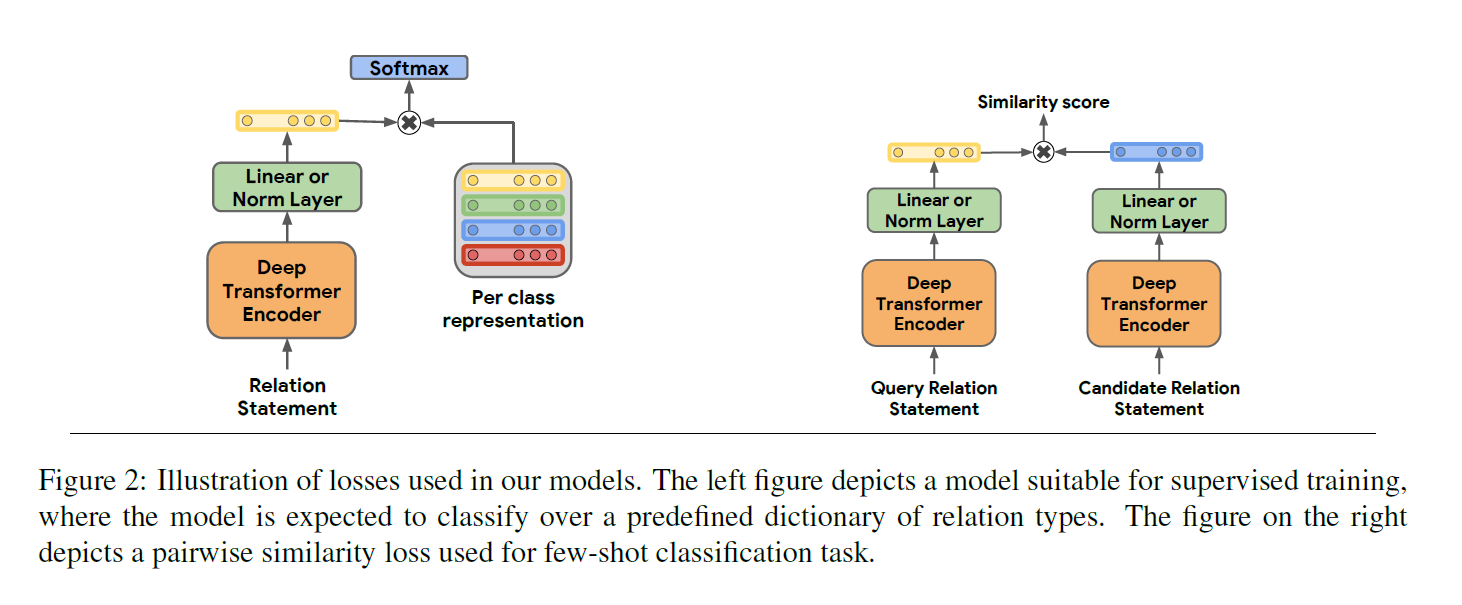 Softmax
Linear or
Norm Layer
Deep
Transformer
Encoder
Relation
Statement
Per class
representation
Similarity score
Linear or
Norm Layer
Deep
Transformer
Encoder
Query Relation
Statement
Linear or
Norm Layer
Deep
Transformer
Encoder
Candidate Relation
Statement
Figure 2: Illustration of losses used in our models. The left figure depicts a model suitable for supervised training,
where the model is expected to classify over a predefined dictionary of relation types. The figure on the right
depicts a pairwise similarity loss used for few-shot classification task.